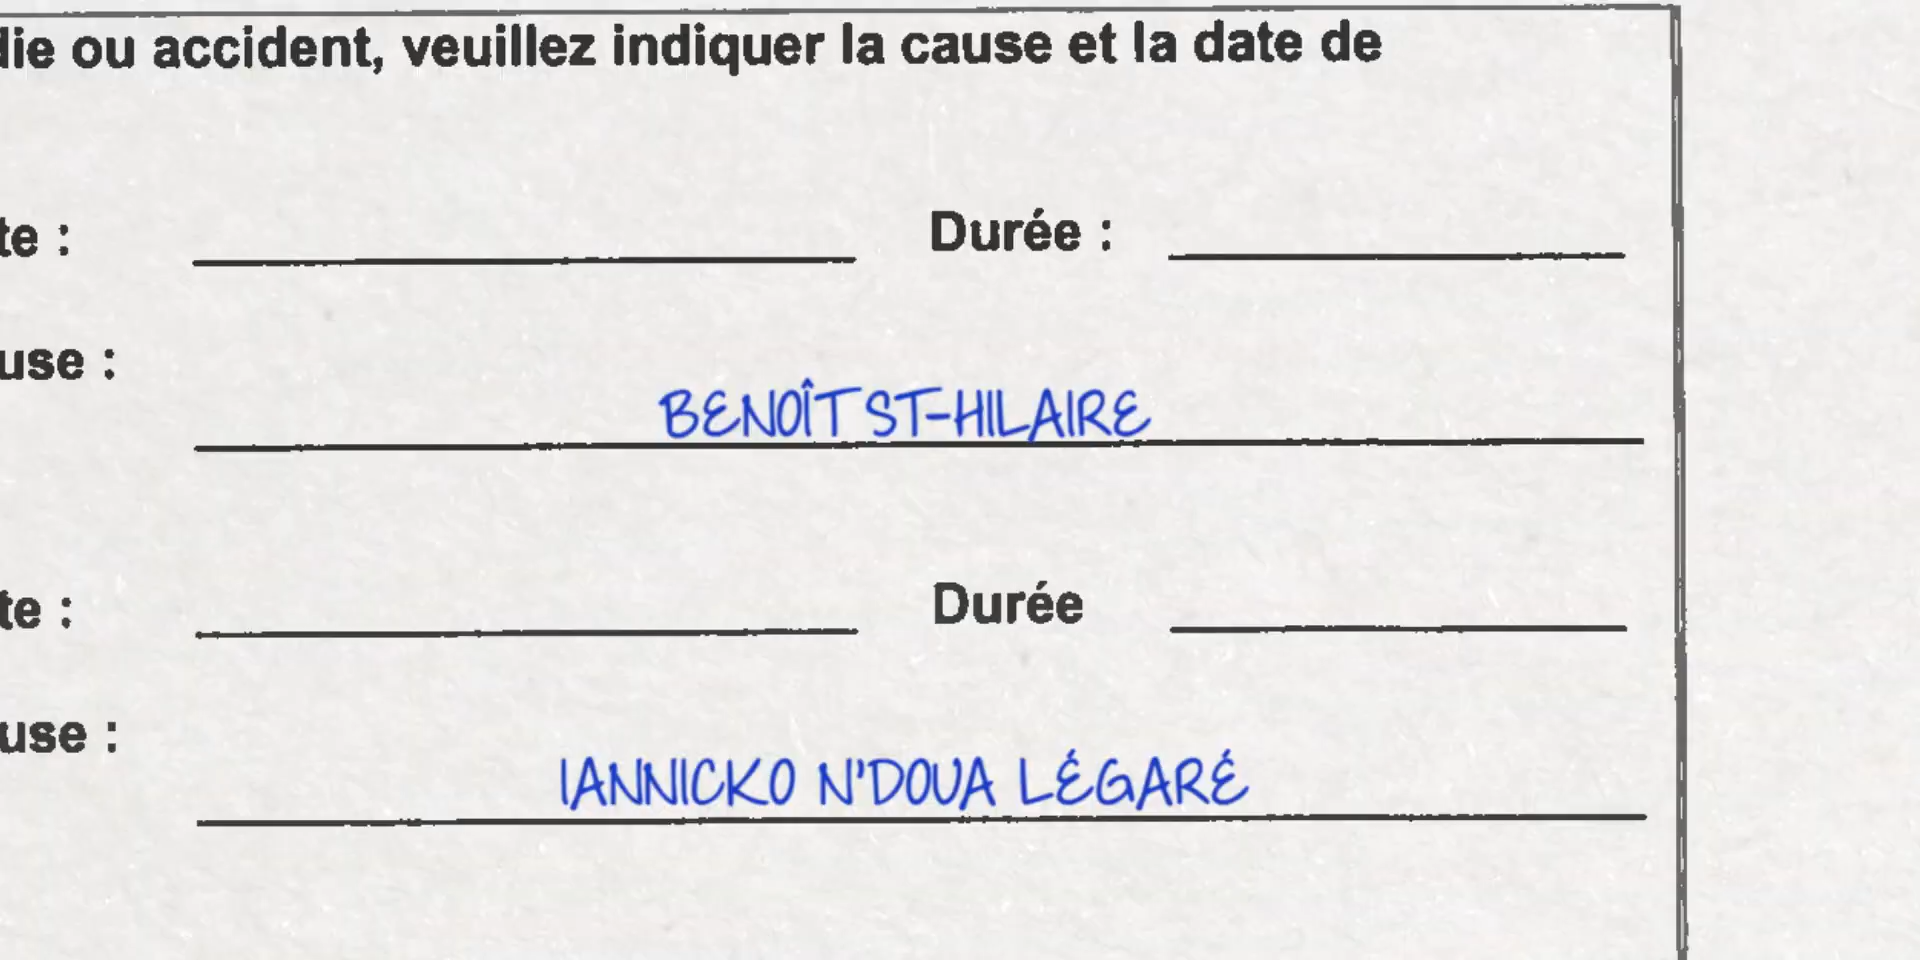 die ou accident, veuillez indiquer la cause et la date de
te : Durée :
use : BENOÎT ST-HILAIRE
te : Durée
use : IANNICKO N'DOUA LÉGARÉ